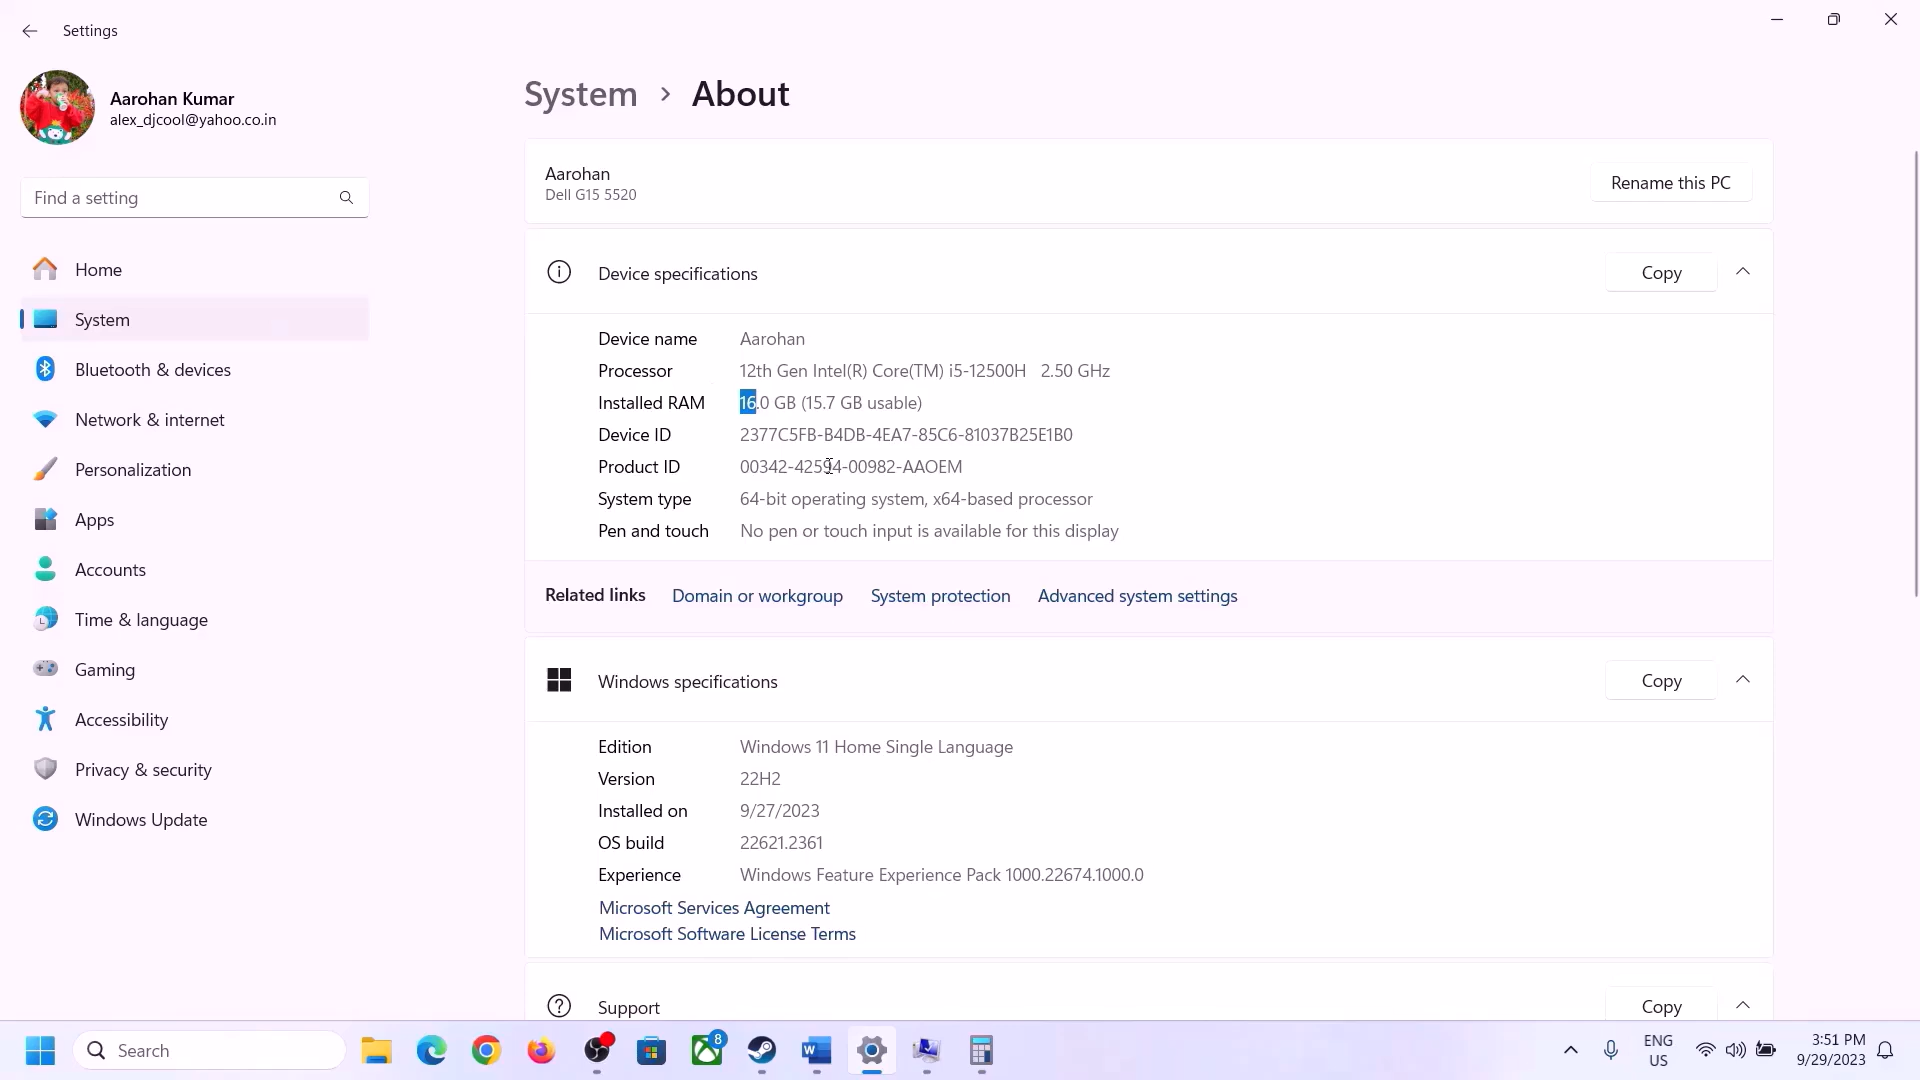 Settings
Aarohan Kumar
alex_djcool@yahoo.co.in
Find a setting
Home
System
Bluetooth & devices
Network & internet
Personalization
Apps
Accounts
Time & language
Gaming
Accessibility
Privacy & security
Windows Update
System > About
Aarohan
Dell G15 5520
Rename this PC
Device specifications
Copy
Device name Aarohan
Processor 12th Gen Intel(R) Core(TM) i5-12500H 2.50 GHz
Installed RAM 16.0 GB (15.7 GB usable)
Device ID 2377C5FB-B4DB-4EA7-85C6-81037B25E1B0
Product ID 00342-42594-00982-AAOEM
System type 64-bit operating system, x64-based processor
Pen and touch No pen or touch input is available for this display
Related links Domain or workgroup System protection Advanced system settings
Windows specifications
Copy
Edition Windows 11 Home Single Language
Version 22H2
Installed on 9/27/2023
OS build 22621.2361
Experience Windows Feature Experience Pack 1000.22674.1000.0
Microsoft Services Agreement
Microsoft Software License Terms
Support
Copy
Search
8
ENG
US
3:51 PM
9/29/2023